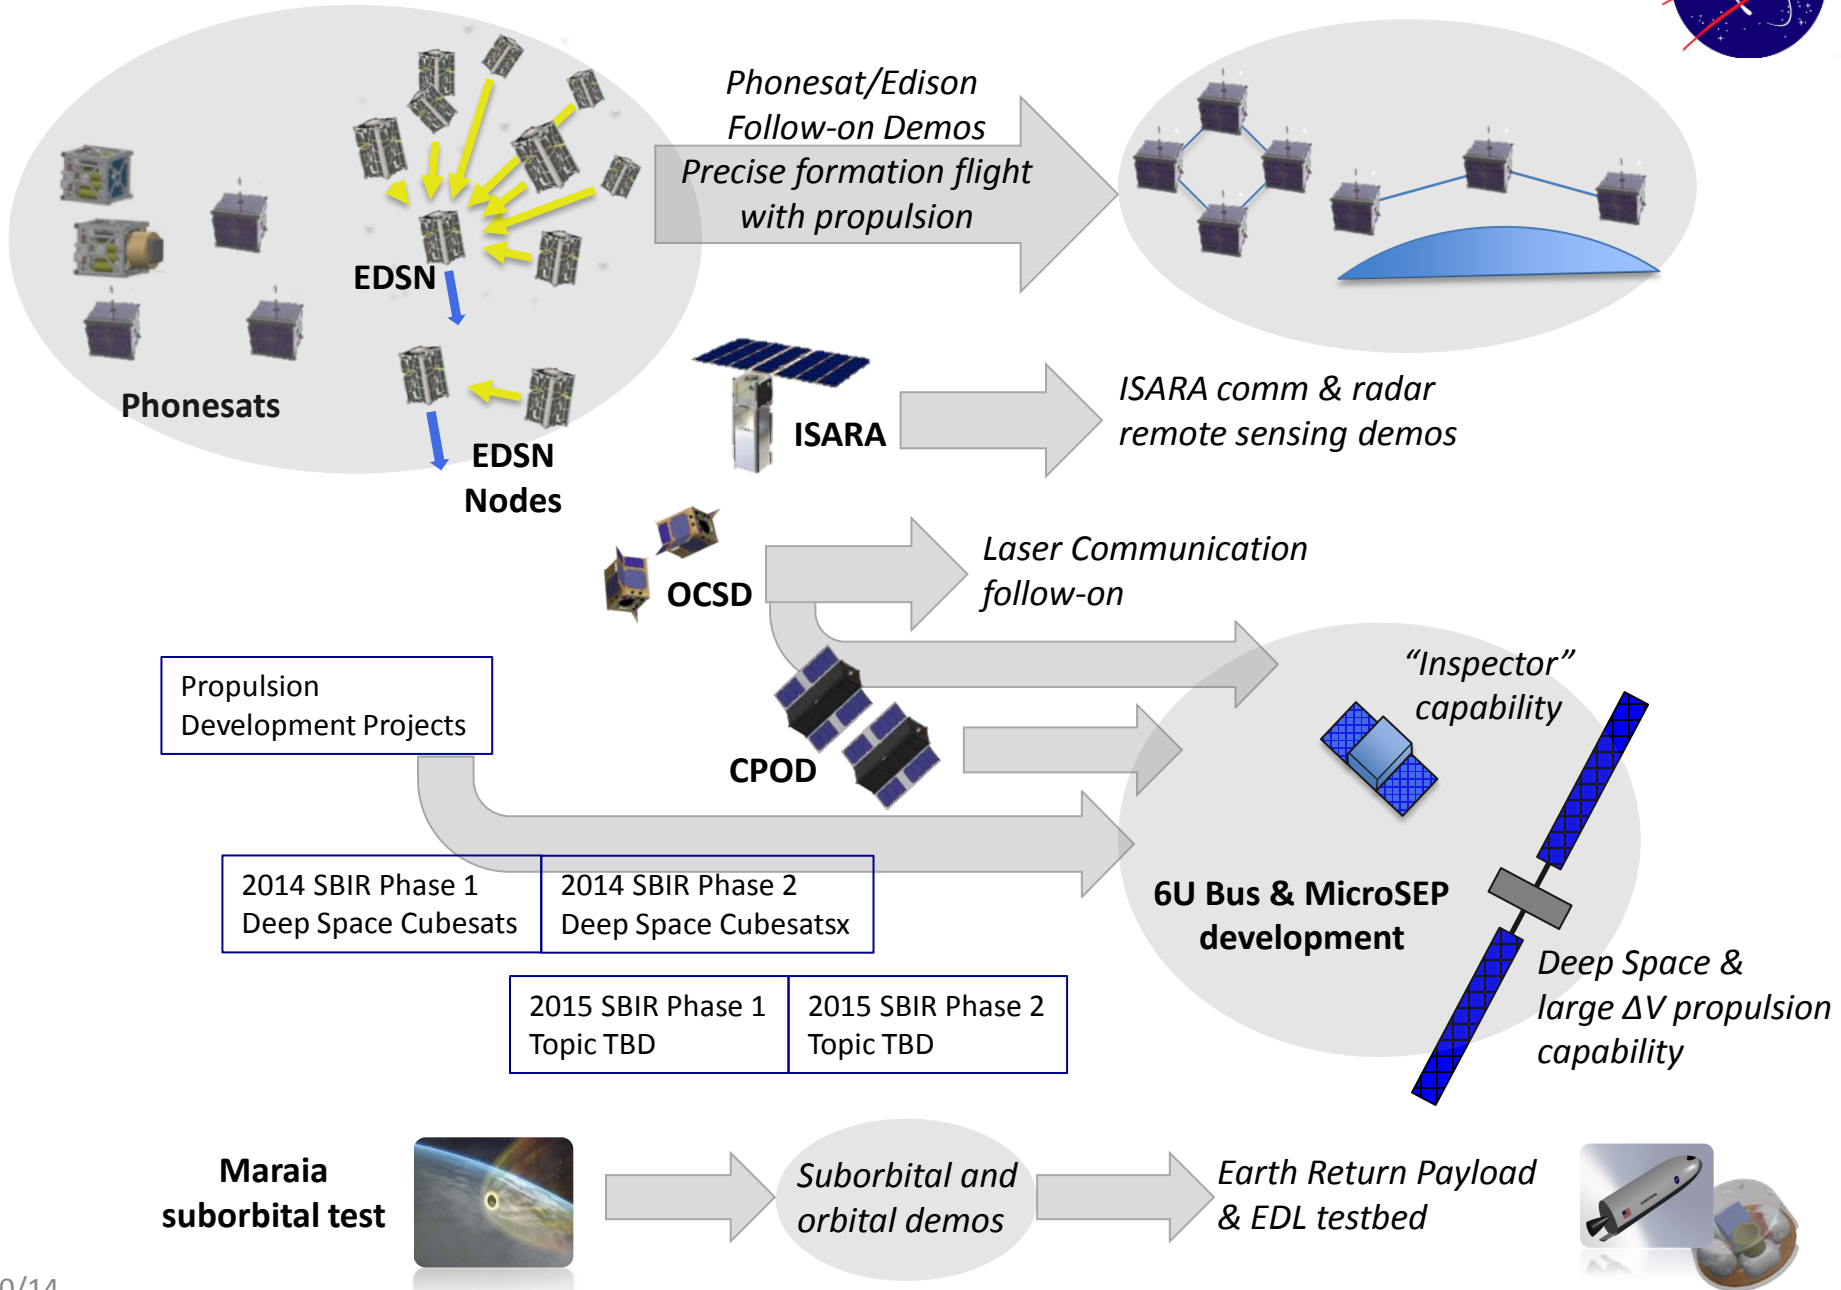 Phonesat/Edison
Follow-on Demos
Precise formation flight
with propulsion
EDSN
Phonesats
EDSN
Nodes
ISARA
ISARA comm & radar
remote sensing demos
OCSD
Laser Communication
follow-on
Propulsion
Development Projects
CPOD
"Inspector"
capability
2014 SBIR Phase 1
Deep Space Cubesats
2014 SBIR Phase 2
Deep Space Cubesatsx
6U Bus & MicroSEP
development
2015 SBIR Phase 1
Topic TBD
2015 SBIR Phase 2
Topic TBD
Deep Space &
large ΔV propulsion
capability
Maraia
suborbital test
Suborbital and
orbital demos
Earth Return Payload
& EDL testbed
0/14